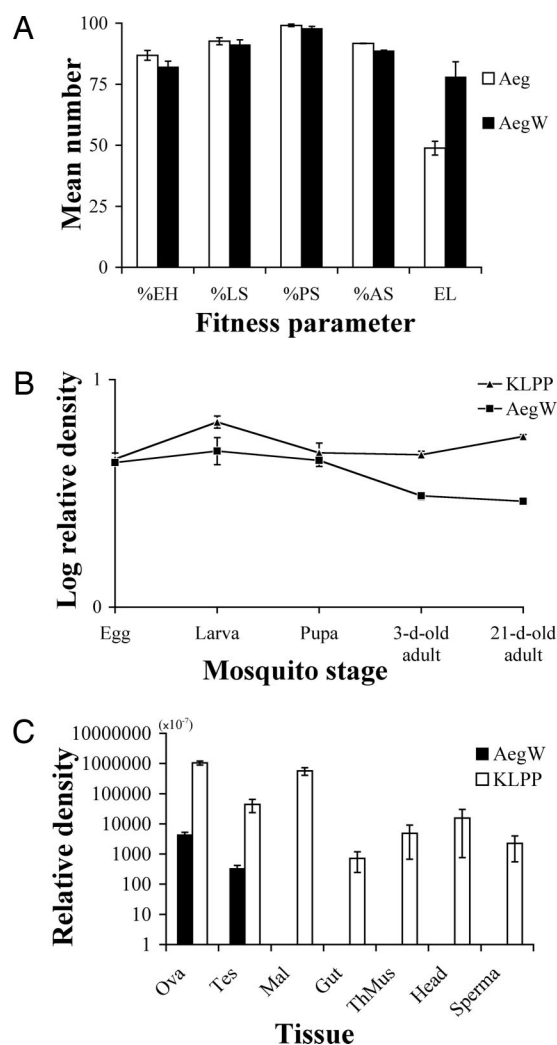 A
100
75
50
25
0
Mean number
Aeg
AegW
%EH %LS %PS %AS EL
Fitness parameter
B
1
0
Log relative density
KLPP
AegW
Egg Larva Pupa 3-d-old adult 21-d-old adult
Mosquito stage
C
(x10⁻⁷)
10000000
1000000
100000
10000
1000
100
10
1
Relative density
AegW
KLPP
Ova Tes Mal Gut ThMus Head Sperma
Tissue